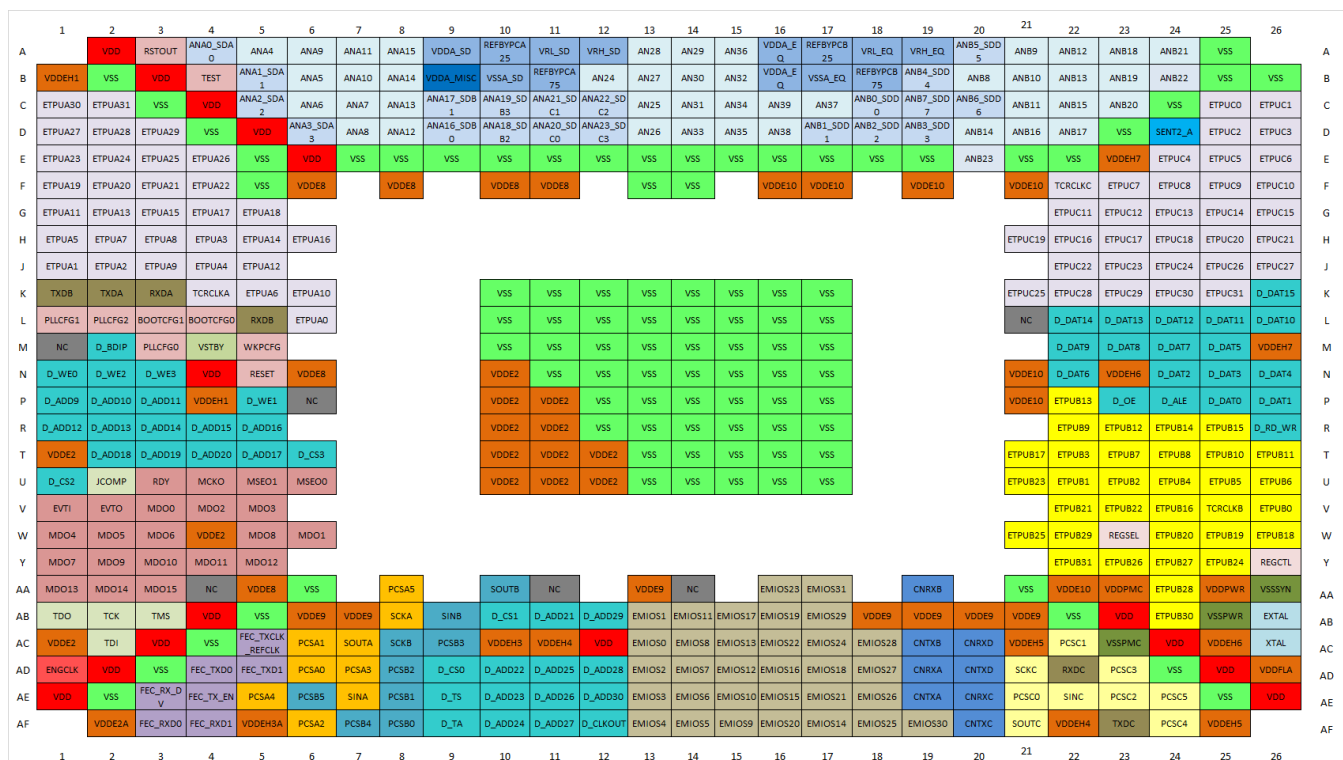 1 2 3 4 5 6 7 8 9 10 11 12 13 14 15 16 17 18 19 20 21 22 23 24 25 26
A VDD RSTOUT ANA0_SDA0 ANA4 ANA9 ANA11 ANA15 VDDA_SD REFBYPCA25 VRL_SD VRH_SD AN28 AN29 AN36 VDDA_EQ REFBYPCB25 VRL_EQ VRH_EQ ANB5_SDD5 ANB9 ANB12 ANB18 ANB21 VSS A
B VDDEH1 VSS VDD TEST ANA1_SDA1 ANA5 ANA10 ANA14 VDDA_MISC VSSA_SD REFBYPCA75 AN24 AN27 AN30 AN32 VDDA_EQ VSSA_EQ REFBYPCB75 ANB4_SDD4 ANB8 ANB10 ANB13 ANB19 ANB22 VSS VSS B
C ETPUA30 ETPUA31 VSS VDD ANA2_SDA2 ANA6 ANA7 ANA13 ANA17_SDB1 ANA19_SDB3 ANA21_SDC1 ANA22_SDC2 AN25 AN31 AN34 AN39 AN37 ANB0_SDD0 ANB7_SDD7 ANB6_SDD6 ANB11 ANB15 ANB20 VSS ETPUC0 ETPUC1 C
D ETPUA27 ETPUA28 ETPUA29 VSS VDD ANA3_SDA3 ANA8 ANA12 ANA16_SDB0 ANA18_SDB2 ANA20_SDC0 ANA23_SDC3 AN26 AN33 AN35 AN38 ANB1_SDD1 ANB2_SDD2 ANB3_SDD3 ANB14 ANB16 ANB17 VSS SENT2_A ETPUC2 ETPUC3 D
E ETPUA23 ETPUA24 ETPUA25 ETPUA26 VSS VDD VSS VSS VSS VSS VSS VSS VSS VSS VSS VSS VSS VSS VSS ANB23 VSS VSS VDDEH7 ETPUC4 ETPUC5 ETPUC6 E
F ETPUA19 ETPUA20 ETPUA21 ETPUA22 VSS VDDE8 VDDE8 VDDE8 VDDE8 VSS VSS VDDE10 VDDE10 VDDE10 VDDE10 TCRCLKC ETPUC7 ETPUC8 ETPUC9 ETPUC10 F
G ETPUA11 ETPUA13 ETPUA15 ETPUA17 ETPUA18 ETPUC11 ETPUC12 ETPUC13 ETPUC14 ETPUC15 G
H ETPUA5 ETPUA7 ETPUA8 ETPUA3 ETPUA14 ETPUA16 ETPUC19 ETPUC16 ETPUC17 ETPUC18 ETPUC20 ETPUC21 H
J ETPUA1 ETPUA2 ETPUA9 ETPUA4 ETPUA12 ETPUC22 ETPUC23 ETPUC24 ETPUC26 ETPUC27 J
K TXDB TXDA RXDA TCRCLKA ETPUA6 ETPUA10 VSS VSS VSS VSS VSS VSS VSS VSS ETPUC25 ETPUC28 ETPUC29 ETPUC30 ETPUC31 D_DAT15 K
L PLLCFG1 PLLCFG2 BOOTCFG1 BOOTCFG0 RXDB ETPUA0 VSS VSS VSS VSS VSS VSS VSS VSS NC D_DAT14 D_DAT13 D_DAT12 D_DAT11 D_DAT10 L
M NC D_BDIP PLLCFG0 VSTBY WKPCFG VSS VSS VSS VSS VSS VSS VSS VSS D_DAT9 D_DAT8 D_DAT7 D_DAT5 VDDEH7 M
N D_WE0 D_WE2 D_WE3 VDD RESET VDDE8 VDDE2 VSS VSS VSS VSS VSS VSS VSS VDDE10 D_DAT6 VDDEH6 D_DAT2 D_DAT3 D_DAT4 N
P D_ADD9 D_ADD10 D_ADD11 VDDEH1 D_WE1 NC VDDE2 VDDE2 VSS VSS VSS VSS VSS VSS VDDE10 ETPUB13 D_OE D_ALE D_DAT0 D_DAT1 P
R D_ADD12 D_ADD13 D_ADD14 D_ADD15 D_ADD16 VDDE2 VDDE2 VSS VSS VSS VSS VSS VSS ETPUB9 ETPUB12 ETPUB14 ETPUB15 D_RD_WR R
T VDDE2 D_ADD18 D_ADD19 D_ADD20 D_ADD17 D_CS3 VDDE2 VDDE2 VDDE2 VSS VSS VSS VSS VSS ETPUB17 ETPUB3 ETPUB7 ETPUB8 ETPUB10 ETPUB11 T
U D_CS2 JCOMP RDY MCKO MSEO1 MSEO0 VDDE2 VDDE2 VDDE2 VSS VSS VSS VSS VSS ETPUB23 ETPUB1 ETPUB2 ETPUB4 ETPUB5 ETPUB6 U
V EVTI EVTO MDO0 MDO2 MDO3 ETPUB21 ETPUB22 ETPUB16 TCRCLKB ETPUB0 V
W MDO4 MDO5 MDO6 VDDE2 MDO8 MDO1 ETPUB25 ETPUB29 REGSEL ETPUB20 ETPUB19 ETPUB18 W
Y MDO7 MDO9 MDO10 MDO11 MDO12 ETPUB31 ETPUB26 ETPUB27 ETPUB24 REGCTL Y
AA MDO13 MDO14 MDO15 NC VDDE8 VSS PCSA5 SOUTB NC VDDE9 NC EMIOS23 EMIOS31 CNRXB VSS VDDE10 VDDPMC ETPUB28 VDDPWR VSSSYN AA
AB TDO TCK TMS VDD VSS VDDE9 VDDE9 SCKA SINB D_CS1 D_ADD21 D_ADD29 EMIOS1 EMIOS11 EMIOS17 EMIOS19 EMIOS29 VDDE9 VDDE9 VDDE9 VDDE9 VSS VDD ETPUB30 VSSPWR EXTAL AB
AC VDDE2 TDI VDD VSS FEC_TXCLK_REFCLK PCSA1 SOUTA SCKB PCSB3 VDDEH3 VDDEH4 VDD EMIOS0 EMIOS8 EMIOS13 EMIOS22 EMIOS24 EMIOS28 CNTXB CNRXD VDDEH5 PCSC1 VSSPMC VDD VDDEH6 XTAL AC
AD ENGCLK VDD VSS FEC_TXD0 FEC_TXD1 PCSA0 PCSA3 PCSB2 D_CS0 D_ADD22 D_ADD25 D_ADD28 EMIOS2 EMIOS7 EMIOS12 EMIOS16 EMIOS18 EMIOS27 CNRXA CNTXD SCKC RXDC PCSC3 VSS VDD VDDFLA AD
AE VDD VSS FEC_RX_DV FEC_TX_EN PCSA4 PCSB5 SINA PCSB1 D_TS D_ADD23 D_ADD26 D_ADD30 EMIOS3 EMIOS6 EMIOS10 EMIOS15 EMIOS21 EMIOS26 CNTXA CNRXC PCSC0 SINC PCSC2 PCSC5 VSS VDD AE
AF VDDE2A FEC_RXD0 FEC_RXD1 VDDEH3A PCSA2 PCSB4 PCSB0 D_TA D_ADD24 D_ADD27 D_CLKOUT EMIOS4 EMIOS5 EMIOS9 EMIOS20 EMIOS14 EMIOS25 EMIOS30 CNTXC SOUTC VDDEH4 TXDC PCSC4 VDDEH5 AF
1 2 3 4 5 6 7 8 9 10 11 12 13 14 15 16 17 18 19 20 21 22 23 24 25 26